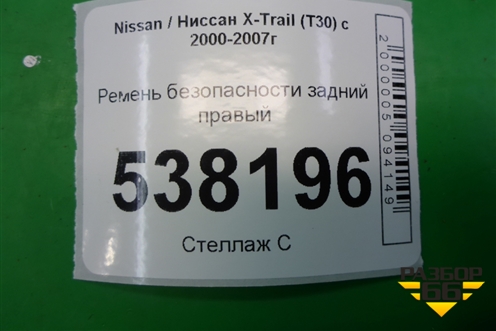 Nissan / Ниссан X-Trail (T30) с
2000-2007г
Ремень безопасности задний
правый
538196
Стеллаж С
2000005094149
РАЗБОР
66